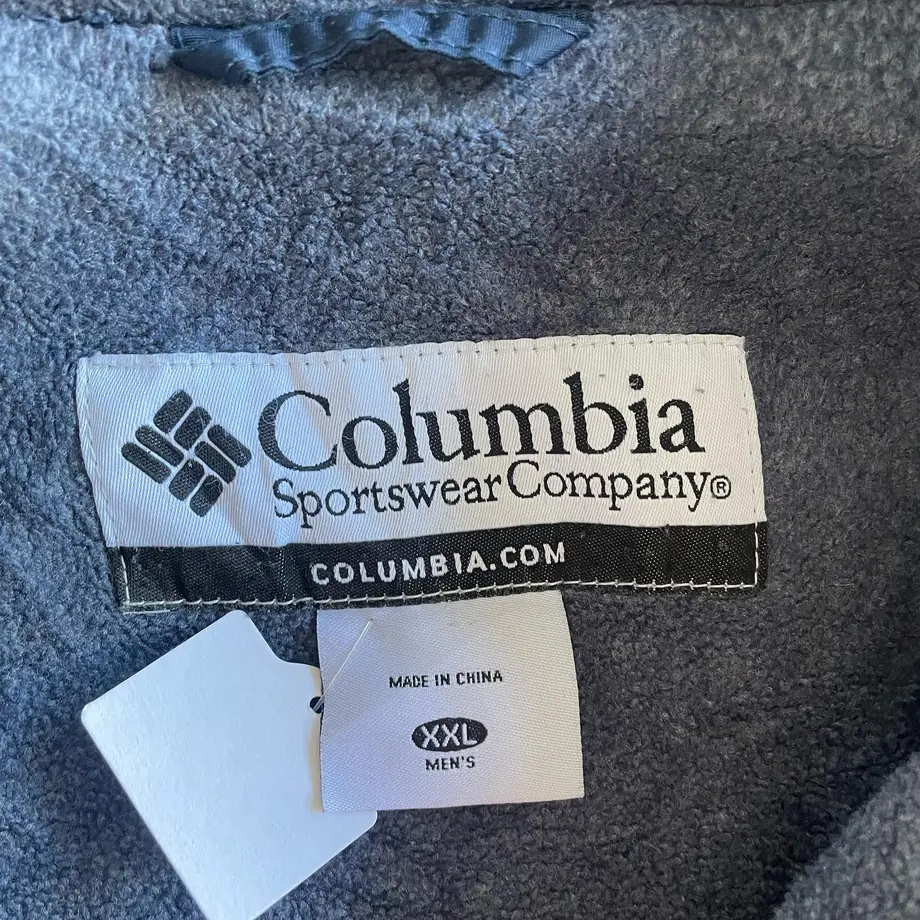 Columbia
Sportswear Company®
COLUMBIA.COM
MADE IN CHINA
XXL
MEN'S